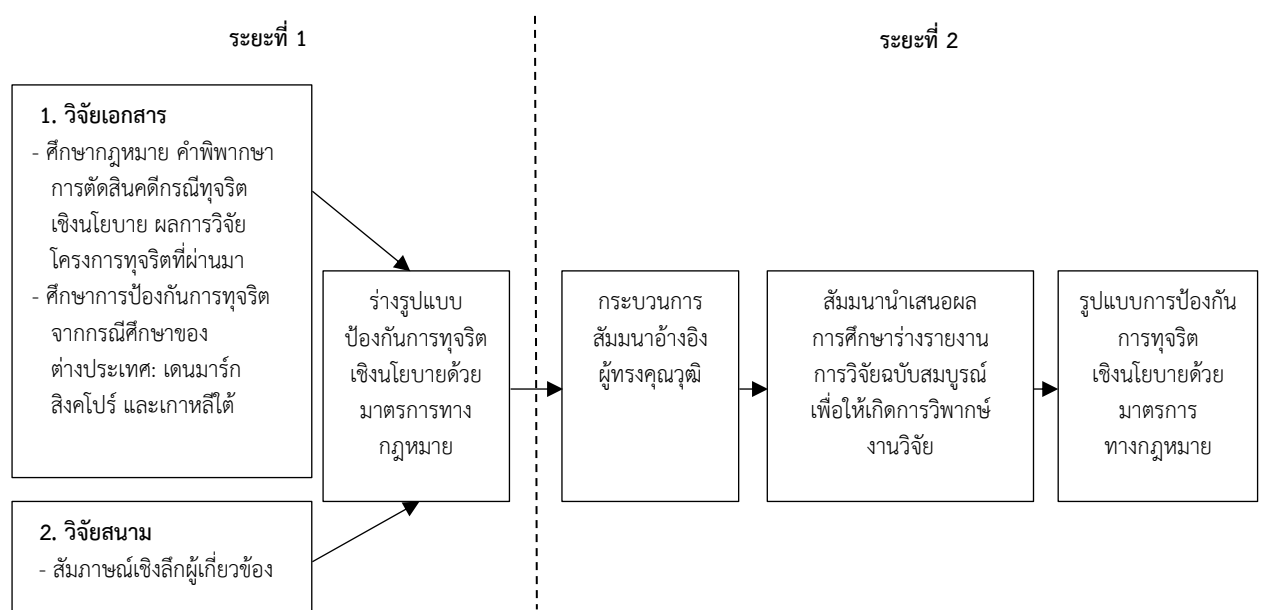 ระยะที่ 1
1. วิจัยเอกสาร
- ศึกษากฎหมาย คำพิพากษา
การตัดสินคดีกรณีทุจริต
เชิงนโยบาย ผลการวิจัย
โครงการทุจริตที่ผ่านมา
- ศึกษาการป้องกันการทุจริต
จากกรณีศึกษาของ
ต่างประเทศ: เดนมาร์ก
สิงคโปร์ และเกาหลีใต้
2. วิจัยสนาม
- สัมภาษณ์เชิงลึกผู้เกี่ยวข้อง
ร่างรูปแบบ
ป้องกันการทุจริต
เชิงนโยบายด้วย
มาตรการทาง
กฎหมาย
ระยะที่ 2
กระบวนการ
สัมมนาอ้างอิง
ผู้ทรงคุณวุฒิ
สัมมนานำเสนอผล
การศึกษาร่างรายงาน
การวิจัยฉบับสมบูรณ์
เพื่อให้เกิดการวิพากษ์
งานวิจัย
รูปแบบการป้องกัน
การทุจริต
เชิงนโยบายด้วย
มาตรการ
ทางกฎหมาย